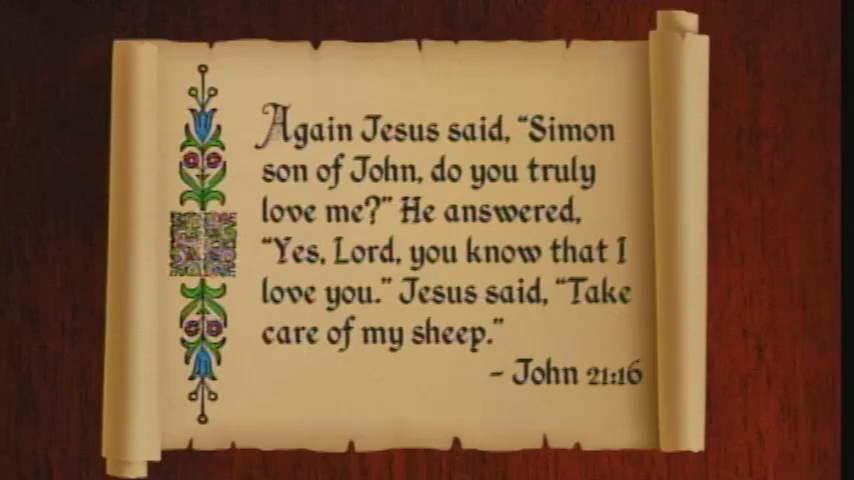 Again Jesus said, “Simon
son of John, do you truly
love me?” He answered,
“Yes, Lord, you know that I
love you.” Jesus said, “Take
care of my sheep.”
- John 21:16